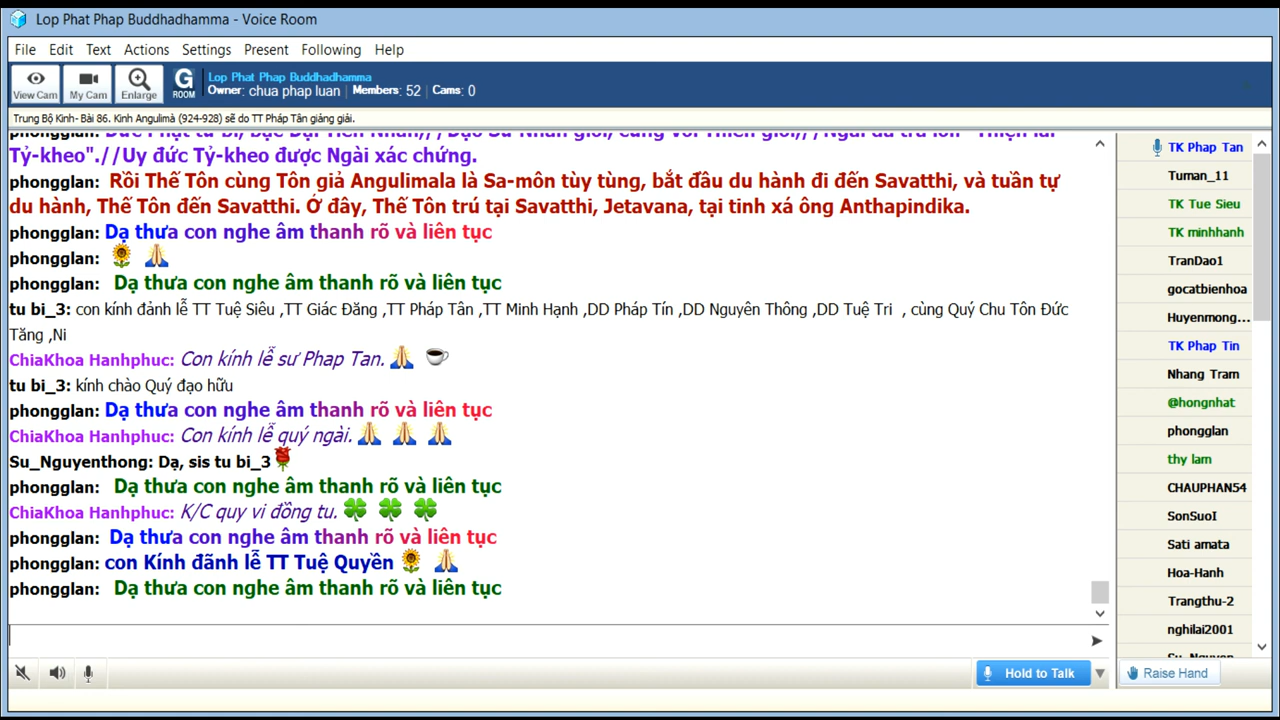 Lop Phat Phap Buddhadhamma - Voice Room
File Edit Text Actions Settings Present Following Help
View Cam My Cam Enlarge G ROOM Lop Phat Phap Buddhadhamma
Owner: chua phap luan | Members: 52 | Cams: 0
Trung Bộ Kinh- Bài 86. Kinh Angulimà (924-928) sẽ do TT Pháp Tân giảng giải.
Tỷ-kheo".//Uy đức Tỷ-kheo được Ngài xác chứng.
phongglan: Rồi Thế Tôn cùng Tôn giả Angulimala là Sa-môn tùy tùng, bắt đầu du hành đi đến Savatthi, và tuần tự
du hành, Thế Tôn đến Savatthi. Ở đây, Thế Tôn trú tại Savatthi, Jetavana, tại tinh xá ông Anthapindika.
phongglan: Dạ thưa con nghe âm thanh rõ và liên tục
phongglan:
phongglan: Dạ thưa con nghe âm thanh rõ và liên tục
tu bi_3: con kính đảnh lễ TT Tuệ Siêu ,TT Giác Đăng ,TT Pháp Tân ,TT Minh Hạnh ,DD Pháp Tín ,DD Nguyên Thông ,DD Tuệ Tri , cùng Quý Chu Tôn Đức
Tăng ,Ni
ChiaKhoa Hanhphuc: Con kính lễ sư Phap Tan.
tu bi_3: kính chào Quý đạo hữu
phongglan: Dạ thưa con nghe âm thanh rõ và liên tục
ChiaKhoa Hanhphuc: Con kính lễ quý ngài.
Su_Nguyenthong: Dạ, sis tu bi_3
phongglan: Dạ thưa con nghe âm thanh rõ và liên tục
ChiaKhoa Hanhphuc: K/C quy vi đồng tu.
phongglan: Dạ thưa con nghe âm thanh rõ và liên tục
phongglan: con Kính đãnh lễ TT Tuệ Quyền
phongglan: Dạ thưa con nghe âm thanh rõ và liên tục
TK Phap Tan
Tuman_11
TK Tue Sieu
TK minhhanh
TranDao1
gocatbienhoa
Huyenmong...
TK Phap Tin
Nhang Tram
@hongnhat
phongglan
thy lam
CHAUPHAN54
SonSuoI
Sati amata
Hoa-Hanh
Trangthu-2
nghilai2001
Hold to Talk
Raise Hand